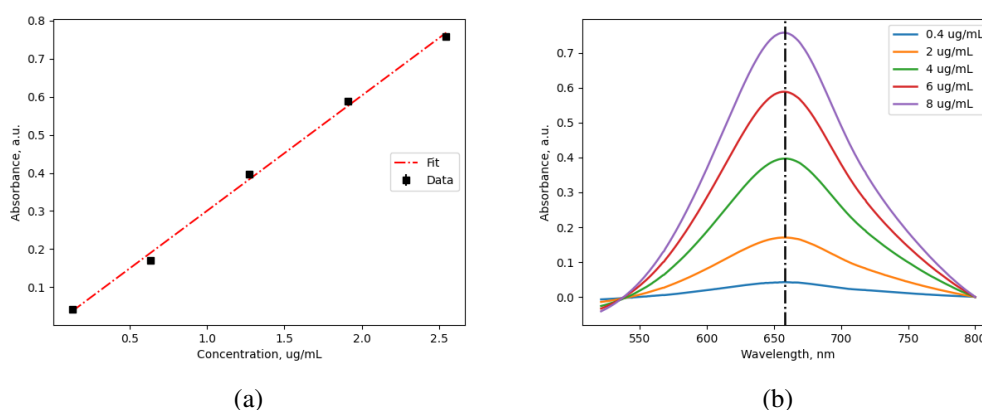 0.8
0.7
0.6
0.5
0.4
0.3
0.2
0.1
Absorbance, a.u.
Fit
Data
0.5 1.0 1.5 2.0 2.5
Concentration, ug/mL
(a)
0.7
0.6
0.5
0.4
0.3
0.2
0.1
0.0
Absorbance, a.u.
0.4 ug/mL
2 ug/mL
4 ug/mL
6 ug/mL
8 ug/mL
550 600 650 700 750 800
Wavelength, nm
(b)